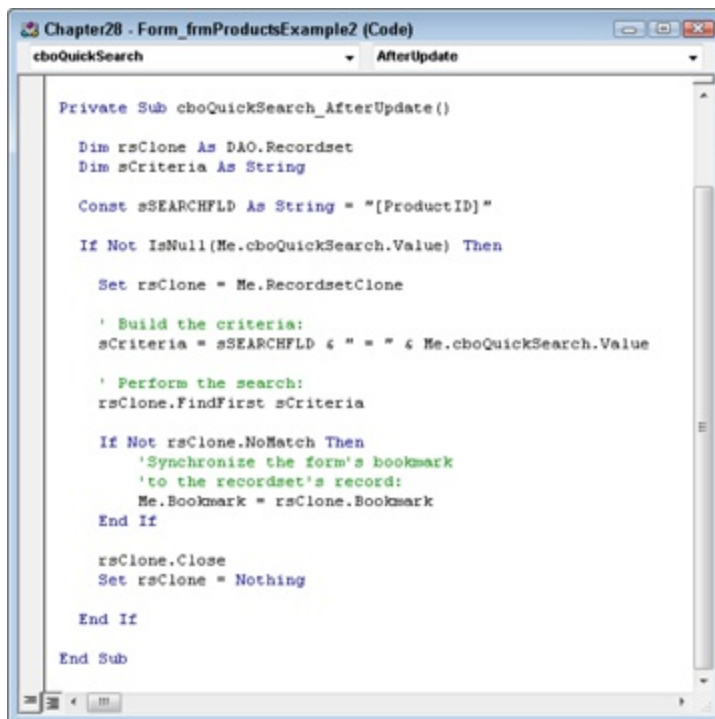 Chapter28 - Form_frmProductsExample2 (Code)
cboQuickSearch AfterUpdate
Private Sub cboQuickSearch_AfterUpdate()
Dim rsClone As DAO.Recordset
Dim sCriteria As String
Const sSEARCHFLD As String = "[ProductID]"
If Not IsNull(Me.cboQuickSearch.Value) Then
Set rsClone = Me.RecordsetClone
' Build the criteria:
sCriteria = sSEARCHFLD & " = " & Me.cboQuickSearch.Value
' Perform the search:
rsClone.FindFirst sCriteria
If Not rsClone.NoMatch Then
'Synchronize the form's bookmark
'to the recordset's record:
Me.Bookmark = rsClone.Bookmark
End If
rsClone.Close
Set rsClone = Nothing
End If
End Sub